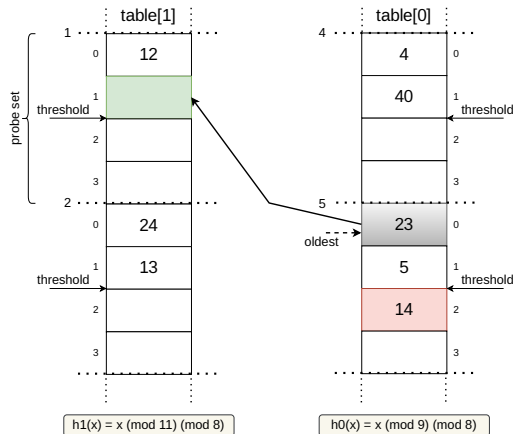 table[1]
table[0]
1
4
0
12
4
0
probe set
1
40
1
threshold
threshold
2
2
3
3
2
5
0
24
23
0
oldest
1
13
5
1
threshold
threshold
2
14
2
3
3
h1(x) = x (mod 11) (mod 8)
h0(x) = x (mod 9) (mod 8)